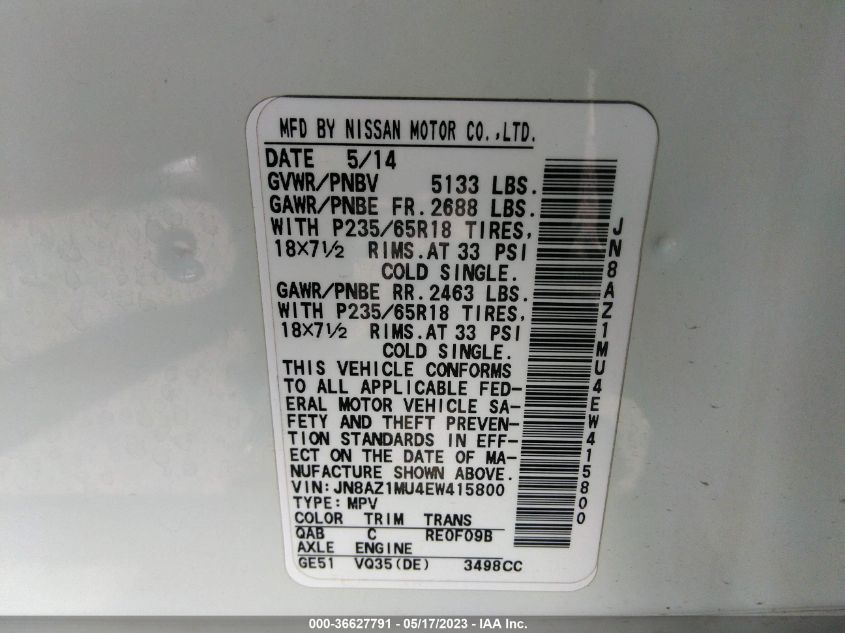 MFD BY NISSAN MOTOR CO.,LTD.
DATE 5/14
GVWR/PNBV 5133 LBS.
GAWR/PNBE FR. 2688 LBS.
WITH P235/65R18 TIRES,
18×7½ RIMS.AT 33 PSI
COLD SINGLE.
GAWR/PNBE RR. 2463 LBS.
WITH P235/65R18 TIRES,
18×7½ RIMS.AT 33 PSI
COLD SINGLE.
THIS VEHICLE CONFORMS
TO ALL APPLICABLE FED-
ERAL MOTOR VEHICLE SA-
FETY AND THEFT PREVEN-
TION STANDARDS IN EFF-
ECT ON THE DATE OF MA-
NUFACTURE SHOWN ABOVE.
VIN:JN8AZ1MU4EW415800
TYPE:MPV
COLOR TRIM TRANS
QAB C RE0F09B
AXLE ENGINE
GE51 VQ35(DE) 3498CC
JN8AZ1MU4EW415800
000-36627791 - 05/17/2023 - IAA Inc.